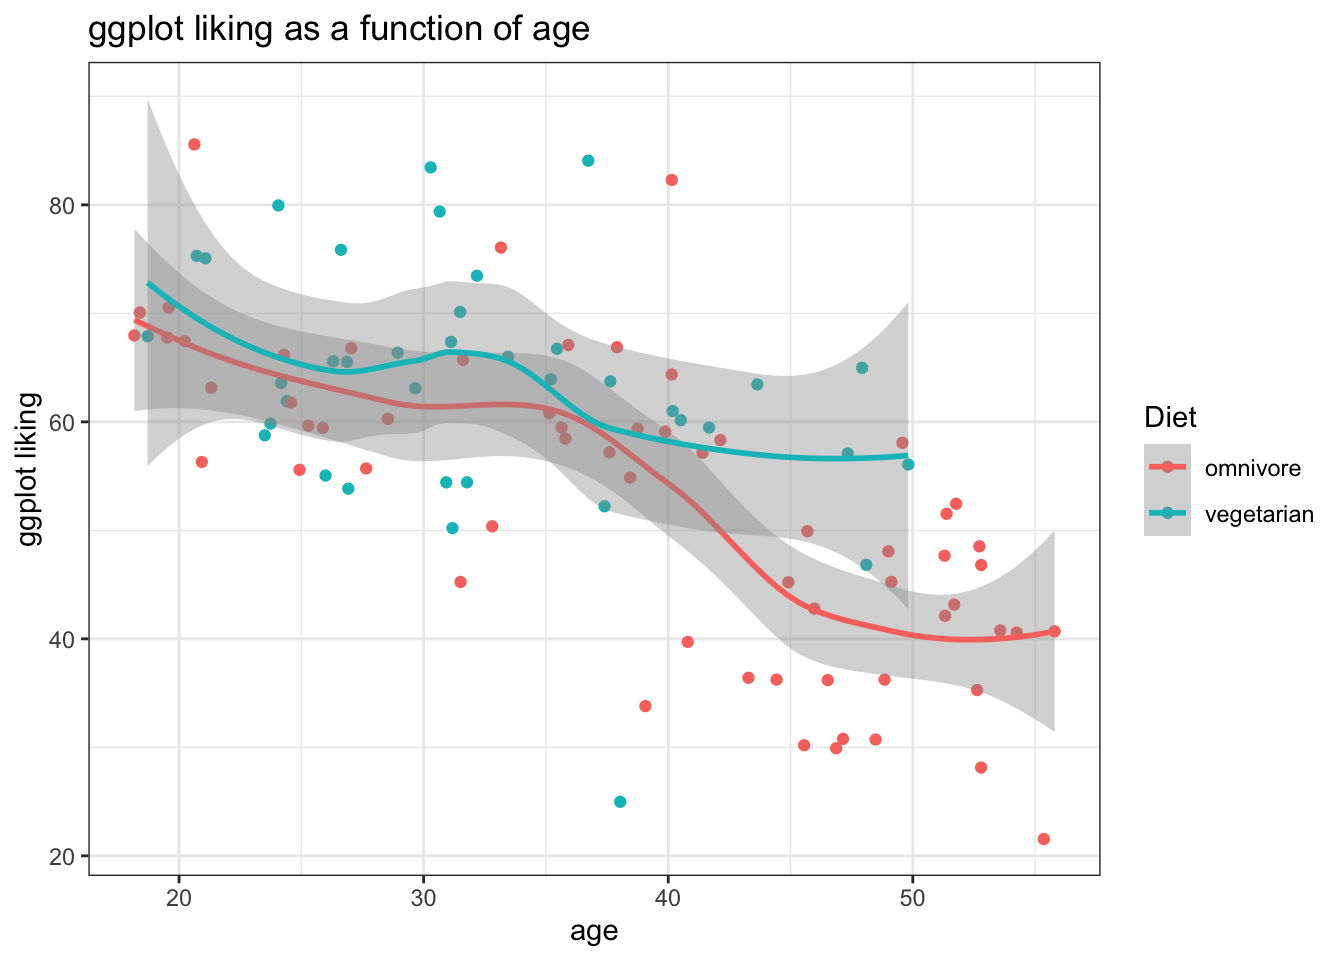 ggplot liking as a function of age
80
60
40
20
ggplot liking
20 30 40 50
age
Diet
omnivore
vegetarian